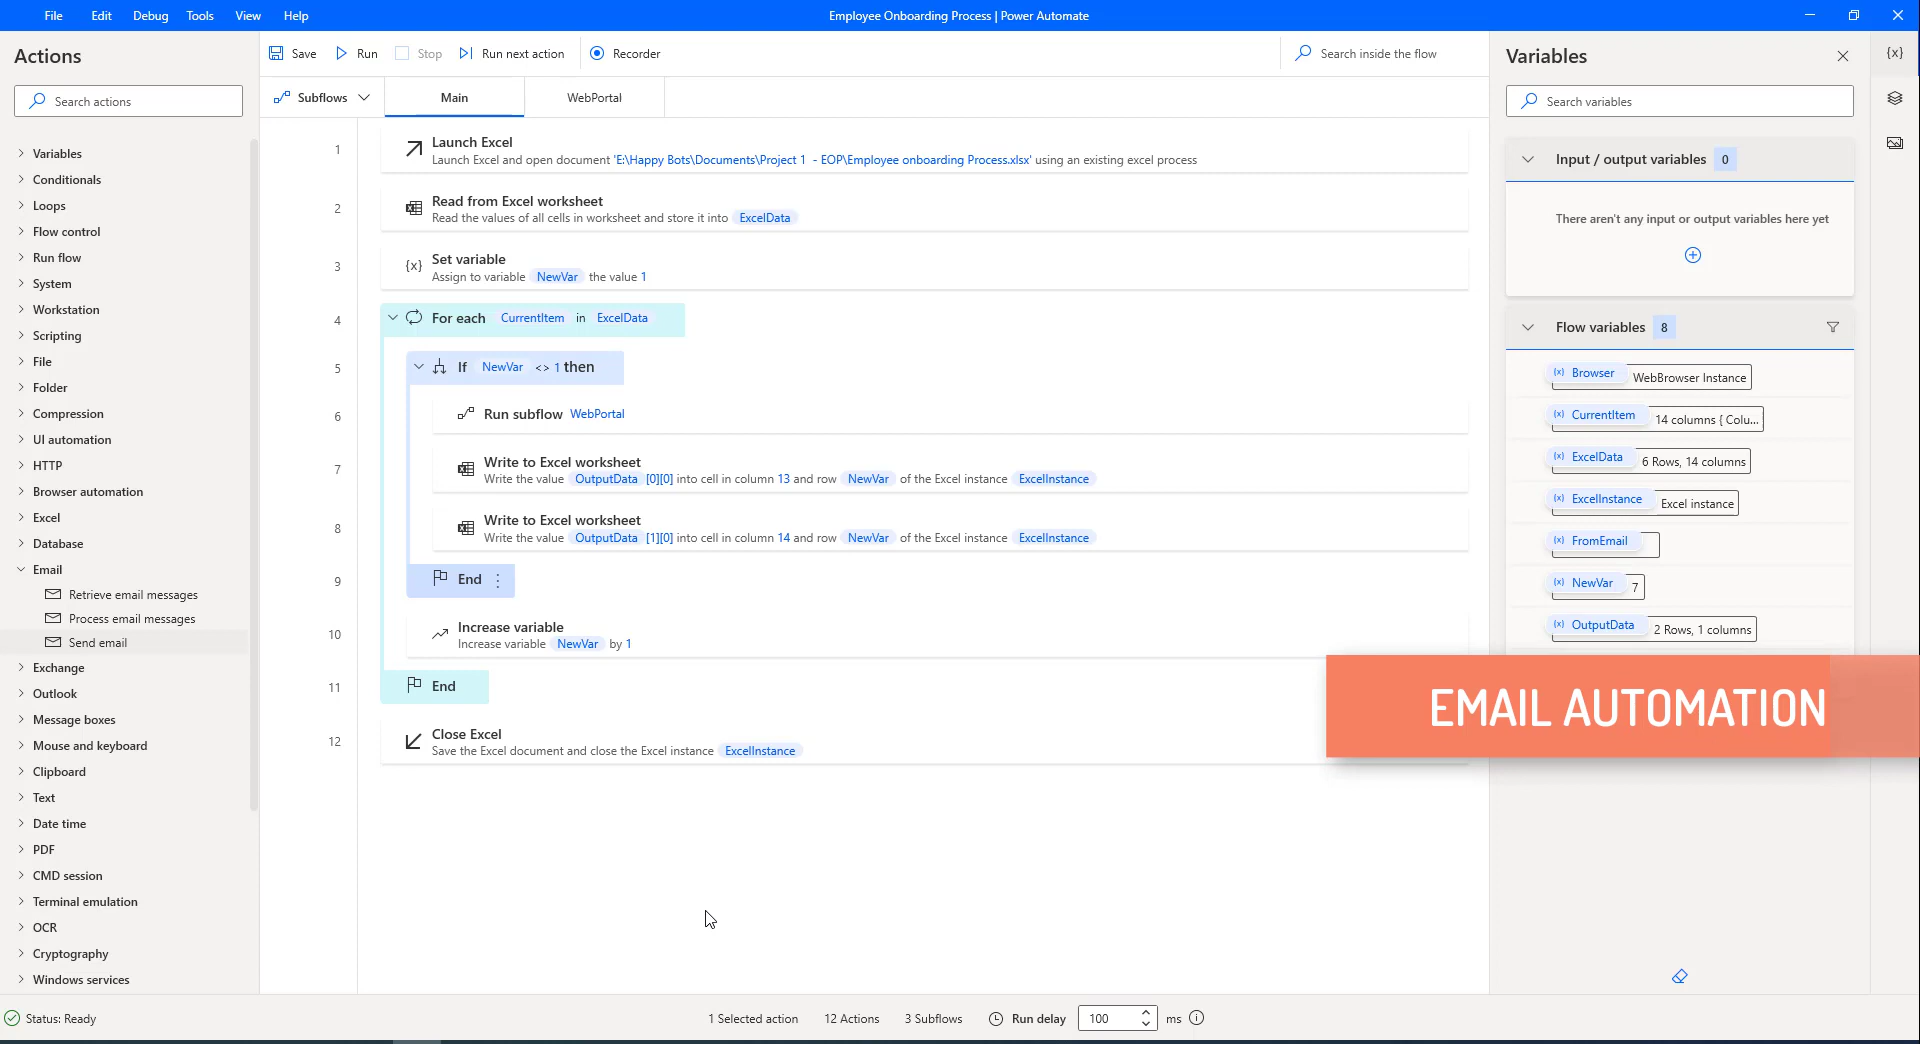 File Edit Debug Tools View Help
Employee Onboarding Process | Power Automate
Actions
Search actions
Variables
Conditionals
Loops
Flow control
Run flow
System
Workstation
Scripting
File
Folder
Compression
UI automation
HTTP
Browser automation
Excel
Database
Email
Retrieve email messages
Process email messages
Send email
Exchange
Outlook
Message boxes
Mouse and keyboard
Clipboard
Text
Date time
PDF
CMD session
Terminal emulation
OCR
Cryptography
Windows services
Save Run Stop Run next action Recorder
Search inside the flow
Subflows Main WebPortal
1 Launch Excel
Launch Excel and open document 'E:\Happy Bots\Documents\Project 1 - EOP\Employee onboarding Process.xlsx' using an existing excel process
2 Read from Excel worksheet
Read the values of all cells in worksheet and store it into ExcelData
3 {x} Set variable
Assign to variable NewVar the value 1
4 For each CurrentItem in ExcelData
5 If NewVar <> 1 then
6 Run subflow WebPortal
7 Write to Excel worksheet
Write the value OutputData [0][0] into cell in column 13 and row NewVar of the Excel instance ExcelInstance
8 Write to Excel worksheet
Write the value OutputData [1][0] into cell in column 14 and row NewVar of the Excel instance ExcelInstance
9 End
10 Increase variable
Increase variable NewVar by 1
11 End
12 Close Excel
Save the Excel document and close the Excel instance ExcelInstance
Variables
{x}
Search variables
Input / output variables 0
There aren't any input or output variables here yet
Flow variables 8
(x) Browser WebBrowser Instance
(x) CurrentItem 14 columns { Colu...
(x) ExcelData 6 Rows, 14 columns
(x) ExcelInstance Excel instance
(x) FromEmail
(x) NewVar 7
(x) OutputData 2 Rows, 1 columns
EMAIL AUTOMATION
Status: Ready
1 Selected action 12 Actions 3 Subflows Run delay 100 ms